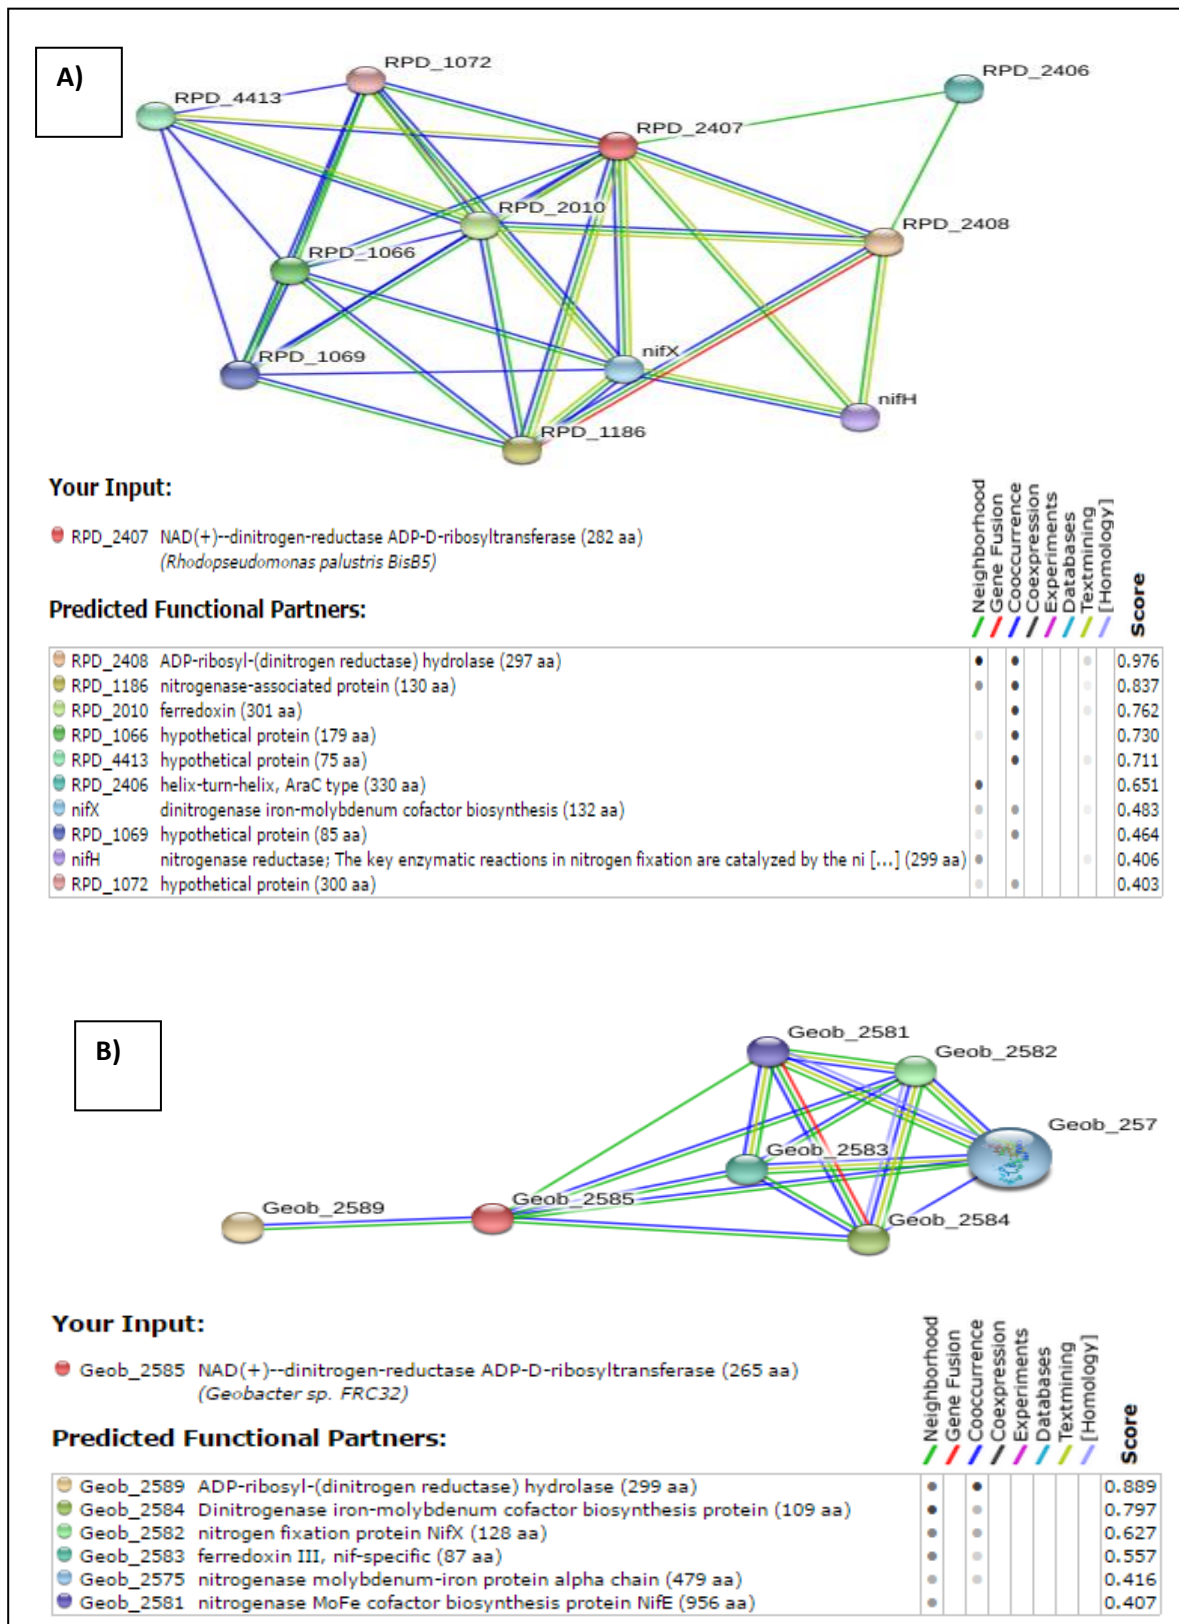 A)
RPD_1072
RPD_2406
RPD_4413
RPD_2407
RPD_2010
RPD_2408
RPD_1066
nifX
RPD_1069
nifH
RPD_1186
Your Input:
RPD_2407 NAD(+)--dinitrogen-reductase ADP-D-ribosyltransferase (282 aa)
(Rhodopseudomonas palustris BisB5)
Neighborhood
Gene Fusion
Cooccurrence
Coexpression
Experiments
Databases
Textmining
[Homology]
Score
Predicted Functional Partners:
RPD_2408 ADP-ribosyl-(dinitrogen reductase) hydrolase (297 aa) 0.976
RPD_1186 nitrogenase-associated protein (130 aa) 0.837
RPD_2010 ferredoxin (301 aa) 0.762
RPD_1066 hypothetical protein (179 aa) 0.730
RPD_4413 hypothetical protein (75 aa) 0.711
RPD_2406 helix-turn-helix, AraC type (330 aa) 0.651
nifX dinitrogenase iron-molybdenum cofactor biosynthesis (132 aa) 0.483
RPD_1069 hypothetical protein (85 aa) 0.464
nifH nitrogenase reductase; The key enzymatic reactions in nitrogen fixation are catalyzed by the ni [...] (299 aa) 0.406
RPD_1072 hypothetical protein (300 aa) 0.403
B)
Geob_2581
Geob_2582
Geob_257
Geob_2583
Geob_2585
Geob_2589
Geob_2584
Your Input:
Geob_2585 NAD(+)--dinitrogen-reductase ADP-D-ribosyltransferase (265 aa)
(Geobacter sp. FRC32)
Neighborhood
Gene Fusion
Cooccurrence
Coexpression
Experiments
Databases
Textmining
[Homology]
Score
Predicted Functional Partners:
Geob_2589 ADP-ribosyl-(dinitrogen reductase) hydrolase (299 aa) 0.889
Geob_2584 Dinitrogenase iron-molybdenum cofactor biosynthesis protein (109 aa) 0.797
Geob_2582 nitrogen fixation protein NifX (128 aa) 0.627
Geob_2583 ferredoxin III, nif-specific (87 aa) 0.557
Geob_2575 nitrogenase molybdenum-iron protein alpha chain (479 aa) 0.416
Geob_2581 nitrogenase MoFe cofactor biosynthesis protein NifE (956 aa) 0.407